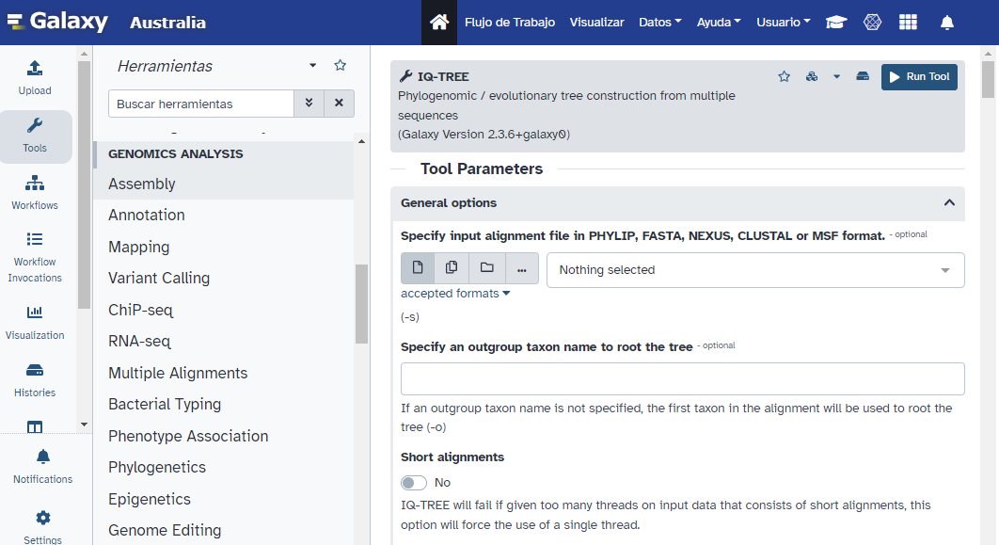 Galaxy Australia
Flujo de Trabajo Visualizar Datos Ayuda Usuario
Upload
Tools
Workflows
Workflow
Invocations
Visualization
Histories
Notifications
Settings
Herramientas
Buscar herramientas
GENOMICS ANALYSIS
Assembly
Annotation
Mapping
Variant Calling
ChiP-seq
RNA-seq
Multiple Alignments
Bacterial Typing
Phenotype Association
Phylogenetics
Epigenetics
Genome Editing
IQ-TREE
Run Tool
Phylogenomic / evolutionary tree construction from multiple
sequences
(Galaxy Version 2.3.6+galaxy0)
Tool Parameters
General options
Specify input alignment file in PHYLIP, FASTA, NEXUS, CLUSTAL or MSF format. - optional
... Nothing selected
accepted formats
(-s)
Specify an outgroup taxon name to root the tree - optional
If an outgroup taxon name is not specified, the first taxon in the alignment will be used to root the
tree (-o)
Short alignments
No
IQ-TREE will fail if given too many threads on input data that consists of short alignments, this
option will force the use of a single thread.